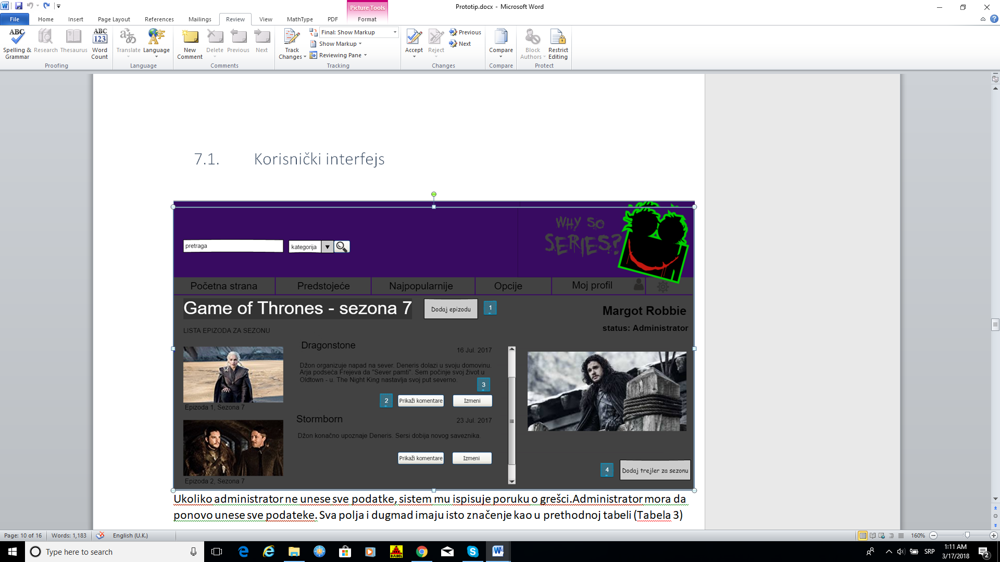 Picture Tools
Prototip.docx - Microsoft Word
File Home Insert Page Layout References Mailings Review View MathType PDF Format
Final: Show Markup
Show Markup
Reviewing Pane
Previous
Next
Spelling & Grammar Research Thesaurus Word Count Translate Language New Comment Delete Previous Next Track Changes Accept Reject Compare Block Authors Restrict Editing
Proofing Language Comments Tracking Changes Compare Protect
7.1. Korisnički interfejs
WHY SO
SERIES?
pretraga kategorija
Početna strana Predstojeće Najpopularnije Opcije Moj profil
Game of Thrones - sezona 7 Dodaj epizodu 1
Margot Robbie
status: Administrator
LISTA EPIZODA ZA SEZONU
Dragonstone
16 Jul. 2017
Džon organizuje napad na sever. Deneris dolazi u svoju domovinu.
Arja podseća Frejeva da "Sever pamti". Sem počinje svoj život u
Oldtown - u. The Night King nastavlja svoj put severno.
3
2 Prikaži komentare Izmeni
Epizoda 1, Sezona 7
Stormborn
23 Jul. 2017
Džon konačno upoznaje Deneris. Sersi dobija novog saveznika.
Prikaži komentare Izmeni
4 Dodaj trejler za sezonu
Epizoda 2, Sezona 7
Ukoliko administrator ne unese sve podatke, sistem mu ispisuje poruku o grešci.Administrator mora da
ponovo unese sve podateke. Sva polja i dugmad imaju isto značenje kao u prethodnoj tabeli (Tabela 3)
Page: 10 of 16 Words: 1,183 English (U.K.) 160%
Type here to search
BABEL
SRP
1:11 AM
3/17/2018
2